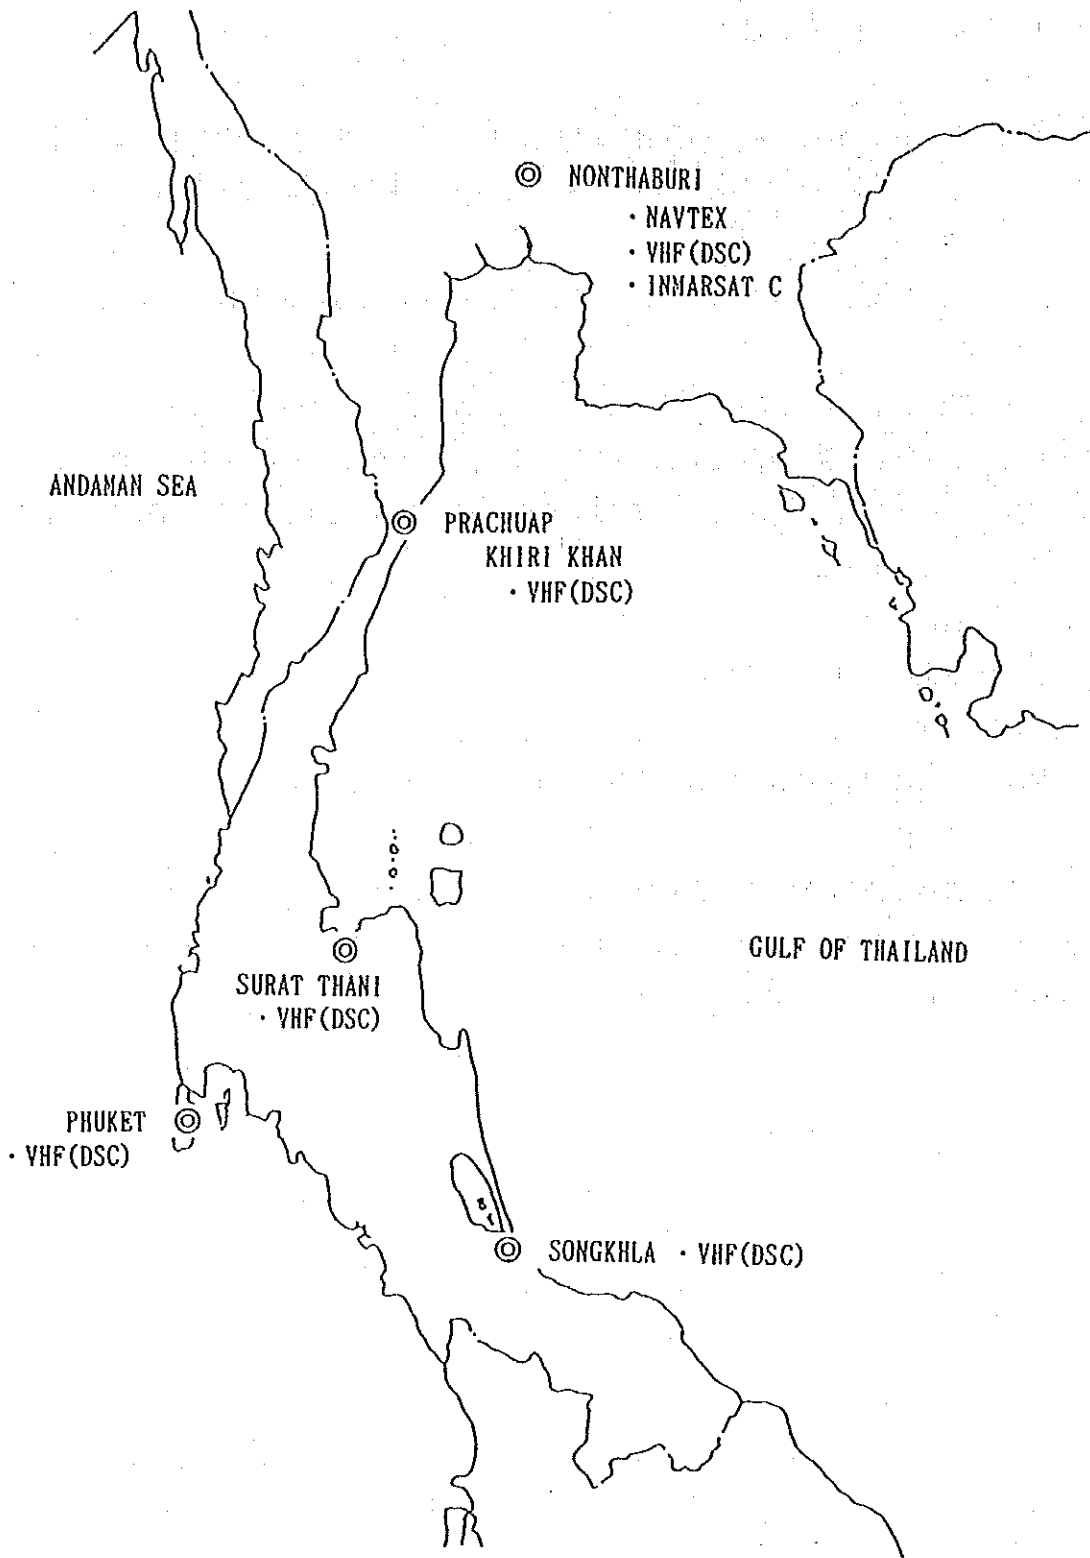 NONTHABURI
· NAVTEX
· VHF(DSC)
· INMARSAT C
ANDAMAN SEA
PRACHUAP
KHIRI KHAN
· VHF(DSC)
GULF OF THAILAND
SURAT THANI
· VHF(DSC)
PHUKET
· VHF(DSC)
SONGKHLA · VHF(DSC)